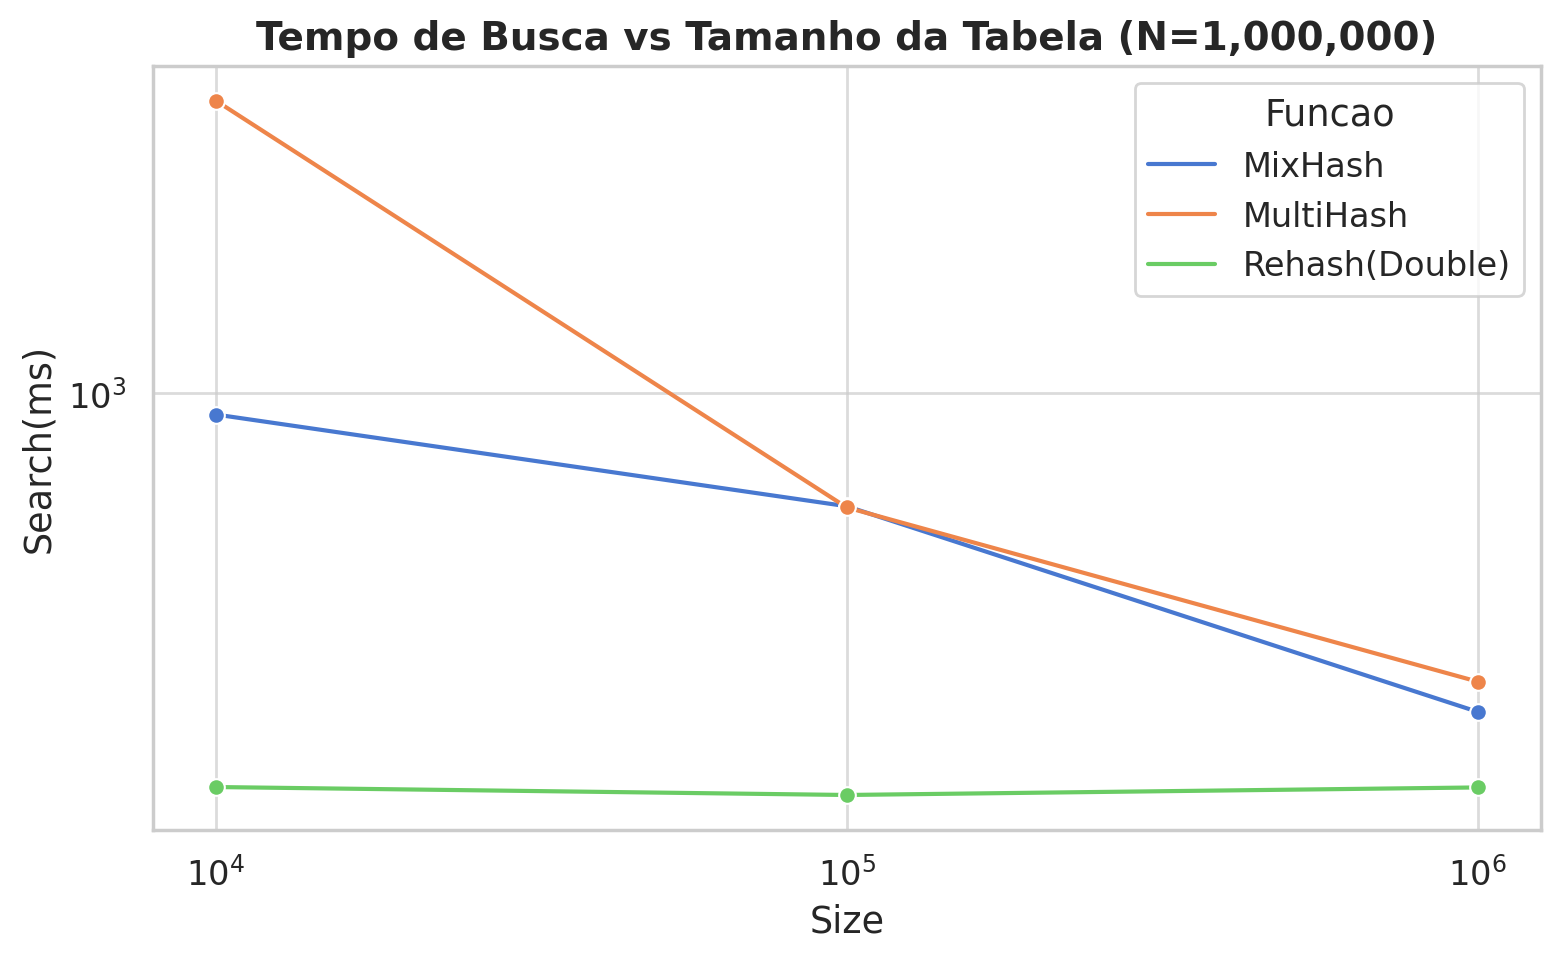 Tempo de Busca vs Tamanho da Tabela (N=1,000,000)
Funcao
MixHash
MultiHash
Rehash(Double)
Search(ms)
10³
10⁴
10⁵
10⁶
Size